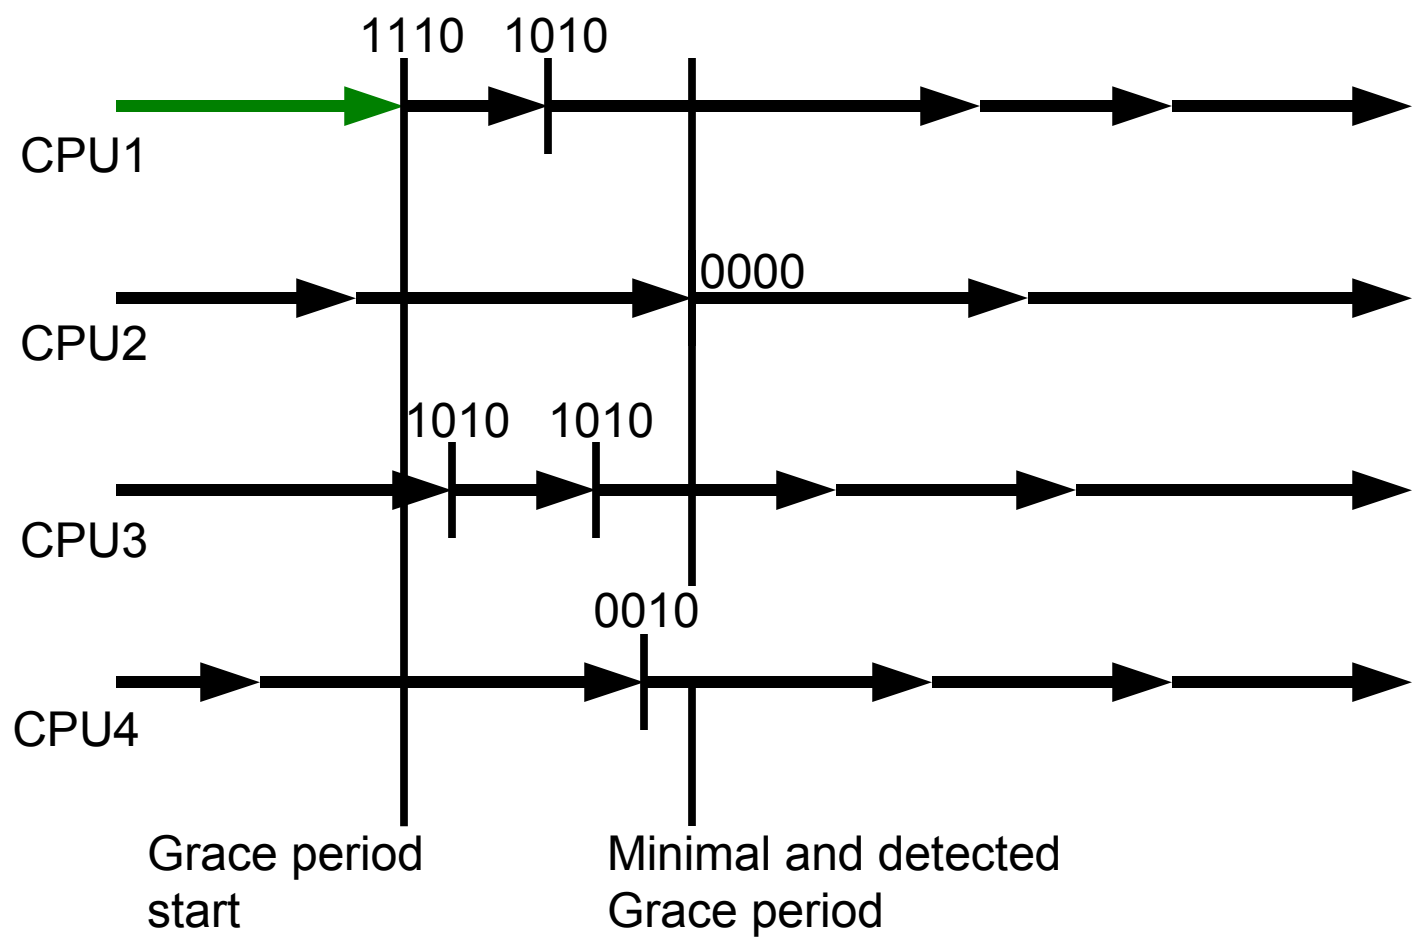 1110 1010
CPU1
0000
CPU2
1010 1010
CPU3
0010
CPU4
Grace period
start
Minimal and detected
Grace period